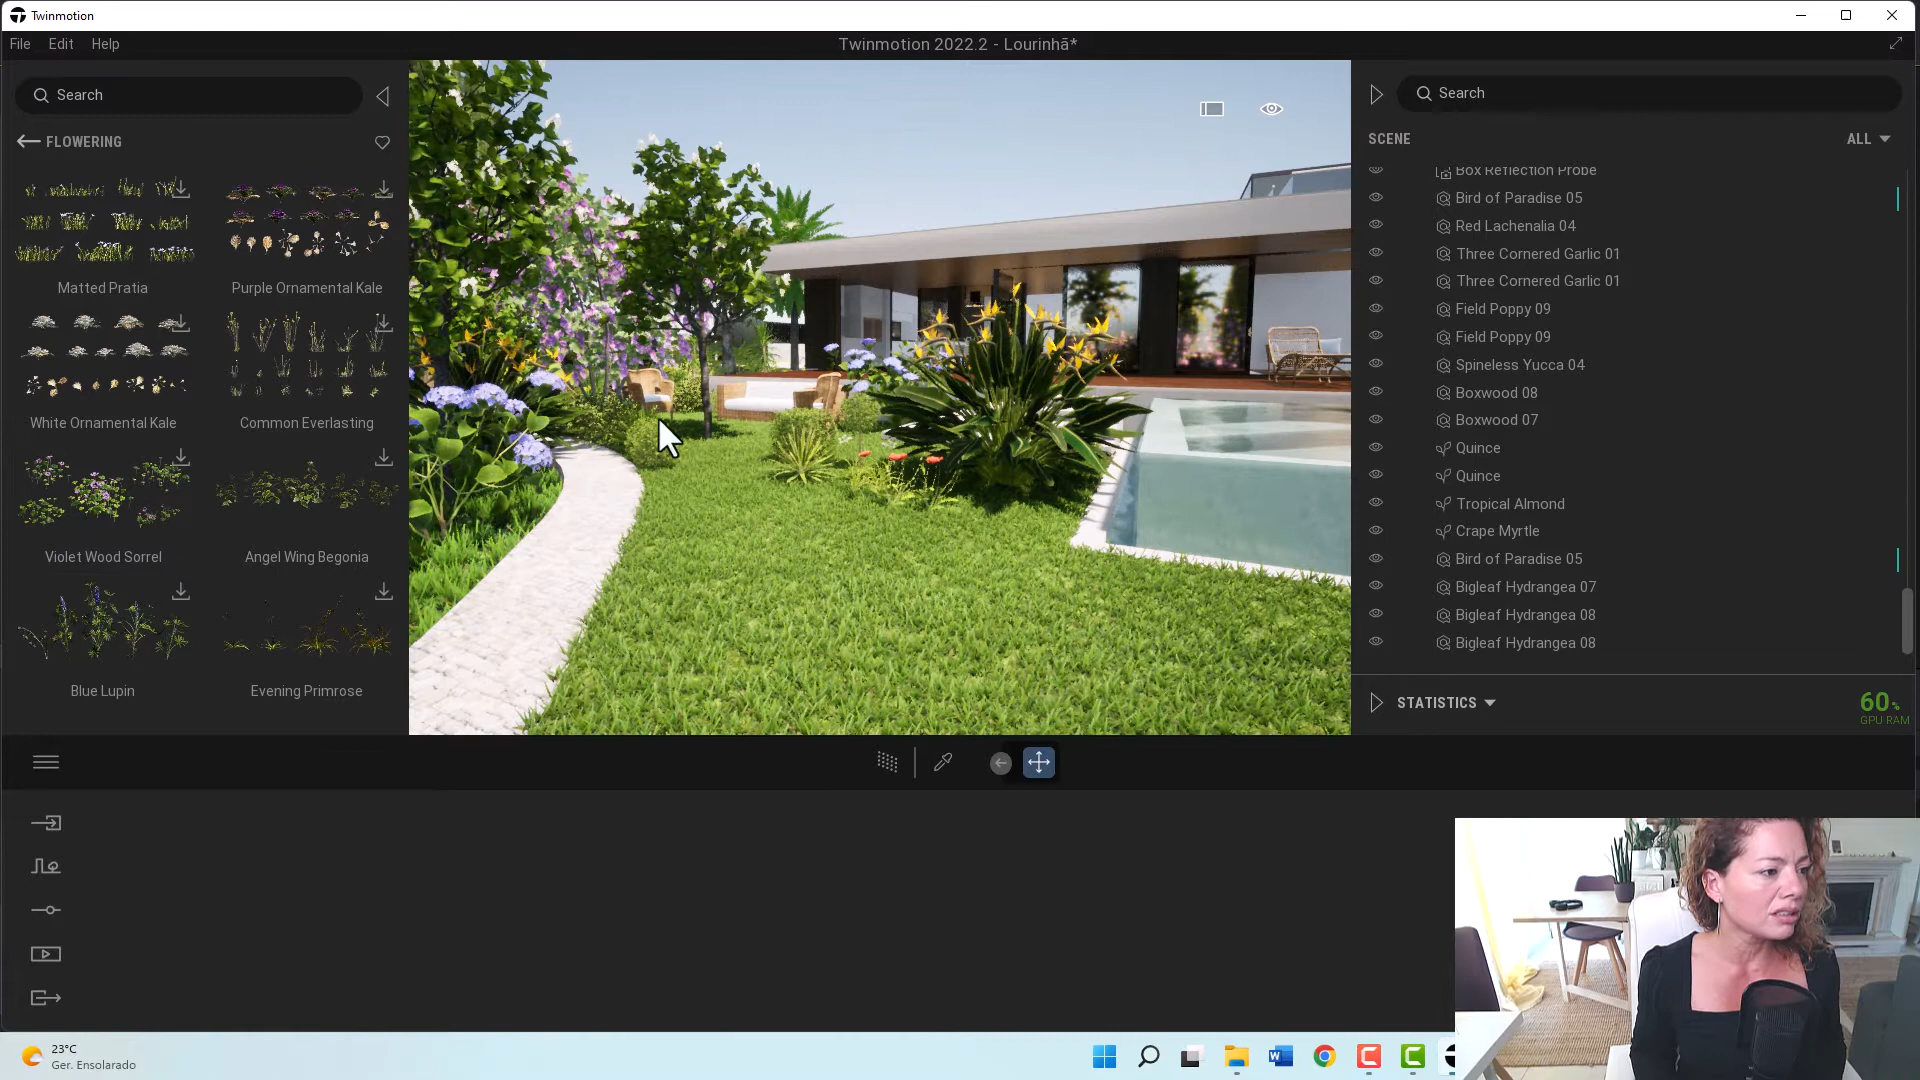 Twinmotion
File Edit Help
Twinmotion 2022.2 - Lourinhã*
Search
FLOWERING
Matted Pratia
Purple Ornamental Kale
White Ornamental Kale
Common Everlasting
Violet Wood Sorrel
Angel Wing Begonia
Blue Lupin
Evening Primrose
Search
SCENE ALL
Box Reflection Probe
Bird of Paradise 05
Red Lachenalia 04
Three Cornered Garlic 01
Three Cornered Garlic 01
Field Poppy 09
Field Poppy 09
Spineless Yucca 04
Boxwood 08
Boxwood 07
Quince
Quince
Tropical Almond
Crape Myrtle
Bird of Paradise 05
Bigleaf Hydrangea 07
Bigleaf Hydrangea 08
Bigleaf Hydrangea 08
STATISTICS
60%
GPU RAM
23°C
Ger. Ensolarado